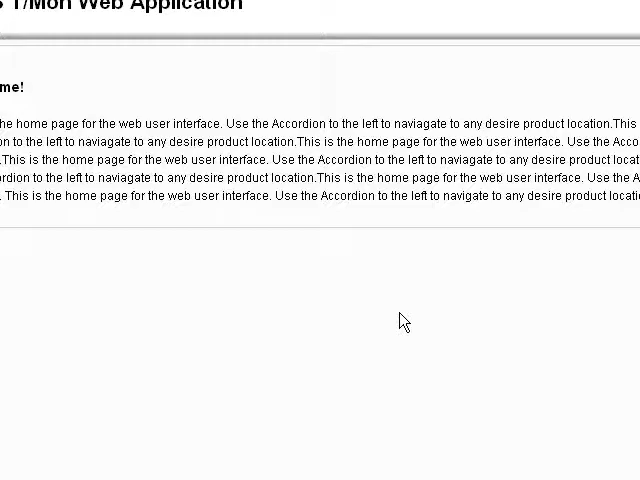 T/Mon Web Application
me!
he home page for the web user interface. Use the Accordion to the left to naviagate to any desire product location.This
on to the left to naviagate to any desire product location.This is the home page for the web user interface. Use the Acco
.This is the home page for the web user interface. Use the Accordion to the left to naviagate to any desire product locat
ordion to the left to naviagate to any desire product location.This is the home page for the web user interface. Use the A
. This is the home page for the web user interface. Use the Accordion to the left to navigate to any desire product locatio